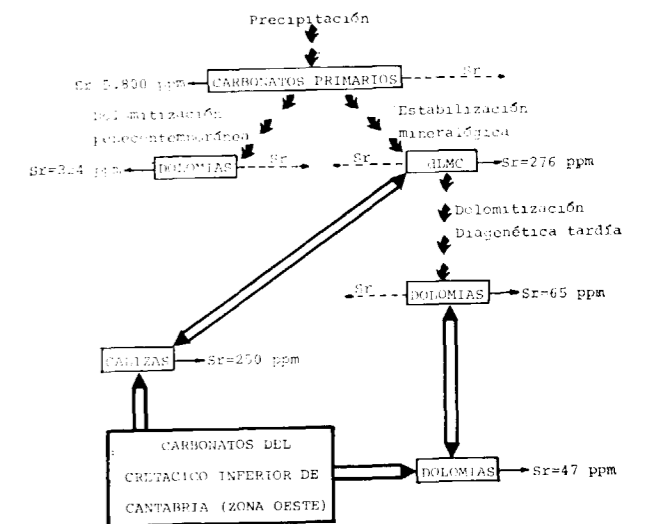 Precipitación
Sr
CARBONATOS PRIMARIOS
Sr
ppm
Estabilización
mineralógica
penecontemporánea
Sr
Sr
Sr=276 ppm
DOLOMIAS
Dolomitización
Diagenética tardía
Sr
DOLOMIAS
Sr=65 ppm
CALIZAS
Sr=250 ppm
CARBONATOS DEL
CRETACICO INFERIOR DE
CANTABRIA (ZONA OESTE)
DOLOMIAS
Sr=47 ppm